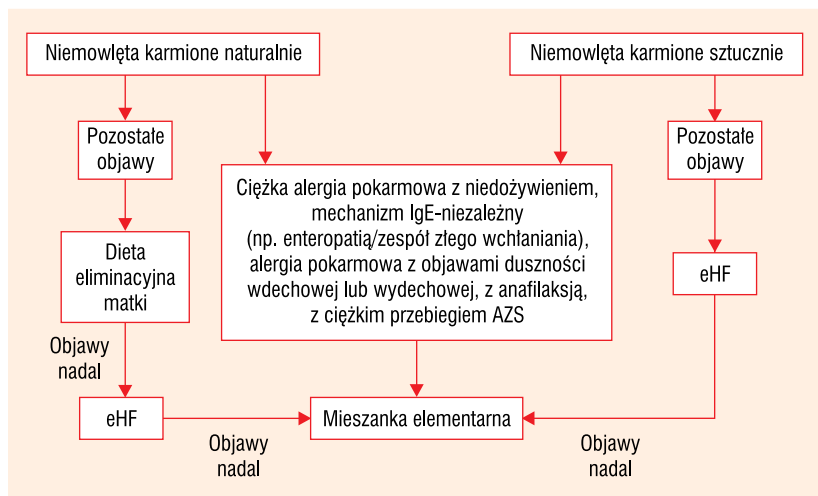 Niemowlęta karmione naturalnie
Niemowlęta karmione sztucznie
Pozostałe
objawy
Ciężka alergia pokarmowa z niedożywieniem,
mechanizm IgE-niezależny
(np. enteropatią/zespół złego wchłaniania),
alergia pokarmowa z objawami duszności
wdechowej lub wydechowej, z anafilaksją,
z ciężkim przebiegiem AZS
Pozostałe
objawy
Dieta
eliminacyjna
matki
eHF
Objawy
nadal
eHF
Mieszanka elementarna
Objawy
nadal
Objawy
nadal